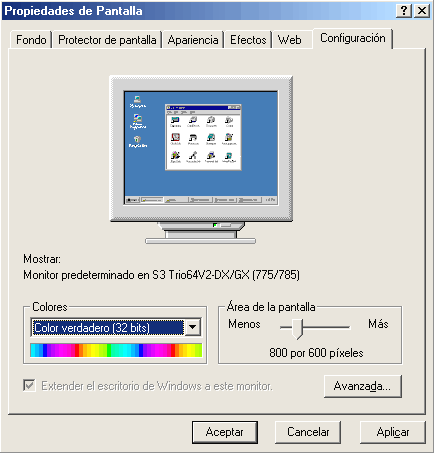 Propiedades de Pantalla
Fondo
Protector de pantalla
Apariencia
Efectos
Web
Configuración
Mostrar:
Monitor predeterminado en S3 Trio64V2-DX/GX (775/785)
Colores
Color verdadero (32 bits)
Área de la pantalla
Menos
Más
800 por 600 píxeles
Extender el escritorio de Windows a este monitor.
Avanzada...
Aceptar
Cancelar
Aplicar